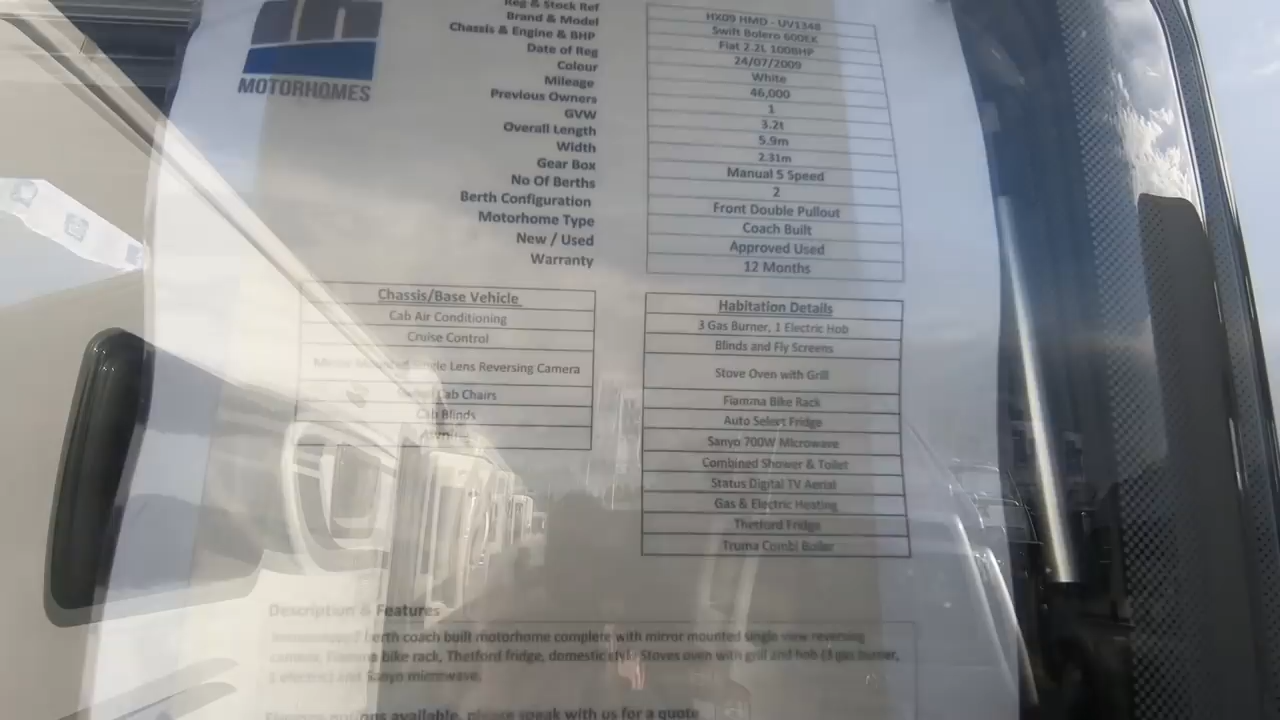 MOTORHOMES
Reg & Stock Ref HX09 HMD - UV1348
Brand & Model Swift Bolero 600EK
Chassis & Engine & BHP Fiat 2.2L 100BHP
Date of Reg 24/07/2009
Colour White
Mileage 46,000
Previous Owners 1
GVW 3.2t
Overall Length 5.9m
Width 2.31m
Gear Box Manual 5 Speed
No Of Berths 2
Berth Configuration Front Double Pullout
Motorhome Type Coach Built
New / Used Approved Used
Warranty 12 Months
Chassis/Base Vehicle
Cab Air Conditioning
Cruise Control
Single Lens Reversing Camera
Cab Chairs
Cab Blinds
Habitation Details
3 Gas Burner, 1 Electric Hob
Blinds and Fly Screens
Stove Oven with Grill
Fiamma Bike Rack
Auto Select Fridge
Sanyo 700W Microwave
Combined Shower & Toilet
Status Digital TV Aerial
Gas & Electric Heating
Thetford Fridge
Truma Combi Boiler
Description & Features
berth coach built motorhome complete with mirror mounted single view reversing
camera, Fiamma bike rack, Thetford fridge, domestic style Stoves oven with grill and hob (3 gas burner,
1 electric) and Sanyo microwave.
Finance options available, please speak with us for a quote